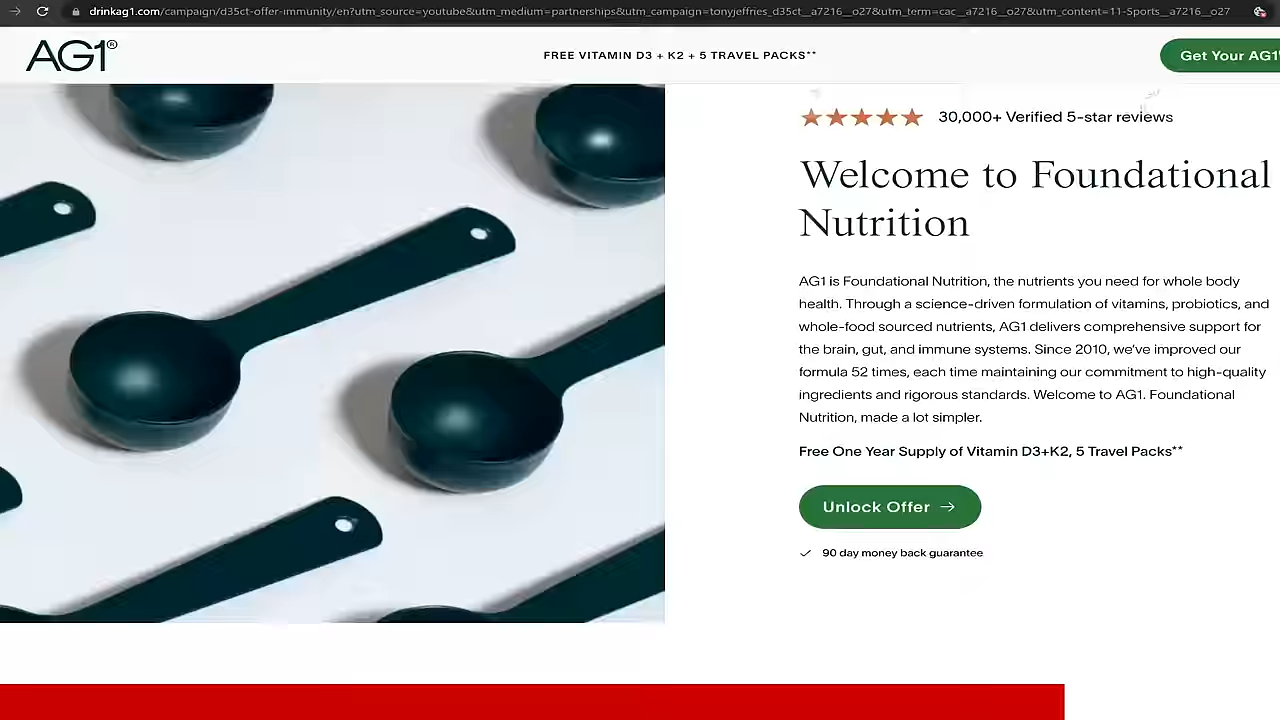 drinkag1.com/campaign/d35ct-offer-immunity/en?utm_source=youtube&utm_medium=partnerships&utm_campaign=tonyjeffries_d35ct__a7216__o27&utm_term=cac__a7216__o27&utm_content=11-Sports__a7216__o27
AG1®
FREE VITAMIN D3 + K2 + 5 TRAVEL PACKS**
Get Your AG1
30,000+ Verified 5-star reviews
Welcome to Foundational
Nutrition
AG1 is Foundational Nutrition, the nutrients you need for whole body
health. Through a science-driven formulation of vitamins, probiotics, and
whole-food sourced nutrients, AG1 delivers comprehensive support for
the brain, gut, and immune systems. Since 2010, we've improved our
formula 52 times, each time maintaining our commitment to high-quality
ingredients and rigorous standards. Welcome to AG1. Foundational
Nutrition, made a lot simpler.
Free One Year Supply of Vitamin D3+K2, 5 Travel Packs**
Unlock Offer →
90 day money back guarantee